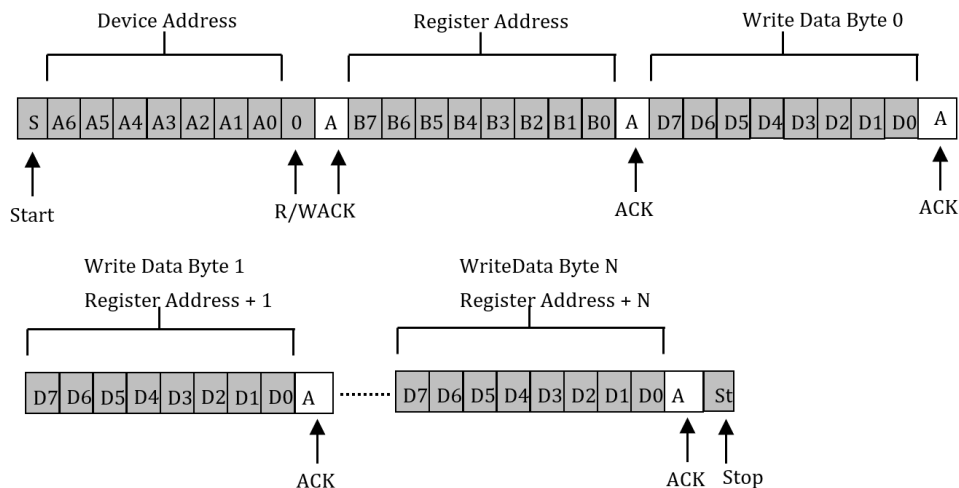 Device Address Register Address Write Data Byte 0
S A6 A5 A4 A3 A2 A1 A0 0 A B7 B6 B5 B4 B3 B2 B1 B0 A D7 D6 D5 D4 D3 D2 D1 D0 A
Start R/WACK ACK ACK
Write Data Byte 1 WriteData Byte N
Register Address + 1 Register Address + N
D7 D6 D5 D4 D3 D2 D1 D0 A D7 D6 D5 D4 D3 D2 D1 D0 A St
ACK ACK Stop